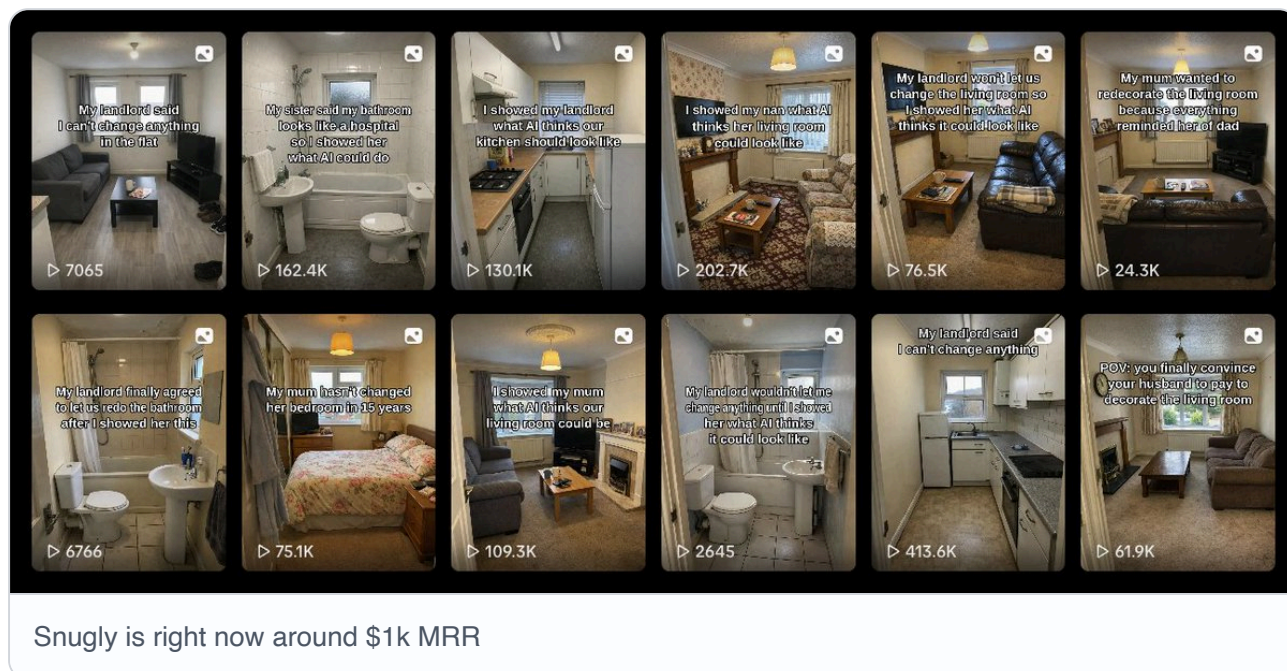 My landlord said
I can't change anything
in the flat
7065
My sister said my bathroom
looks like a hospital
so I showed her
what AI could do
162.4K
I showed my landlord
what AI thinks our
kitchen should look like
130.1K
I showed my nan what AI
thinks her living room
could look like
202.7K
My landlord won't let us
change the living room so
I showed her what AI
thinks it could look like
76.5K
My mum wanted to
redecorate the living room
because everything
reminded her of dad
24.3K
My landlord finally agreed
to let us redo the bathroom
after I showed her this
6766
My mum hasn't changed
her bedroom in 15 years
75.1K
I showed my mum
what AI thinks our
living room could be
109.3K
My landlord wouldn't let me
change anything until I showed
her what AI thinks
it could look like
2645
My landlord said
I can't change anything
413.6K
POV: you finally convince
your husband to pay to
decorate the living room
61.9K
Snugly is right now around $1k MRR